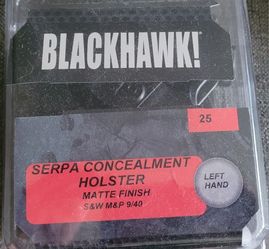 BLACKHAWK!
25
SERPA CONCEALMENT
HOLSTER
MATTE FINISH
S&W M&P 9/40
LEFT
HAND